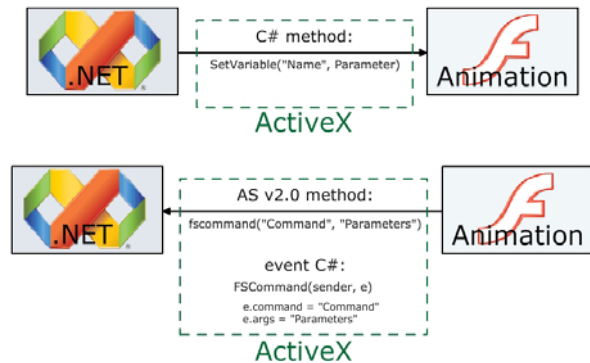 C# method:
SetVariable("Name", Parameter)
.NET
Animation
ActiveX
AS v2.0 method:
fscommand("Command", "Parameters")
.NET
Animation
event C#:
FSCommand(sender, e)
e.command = "Command"
e.args = "Parameters"
ActiveX